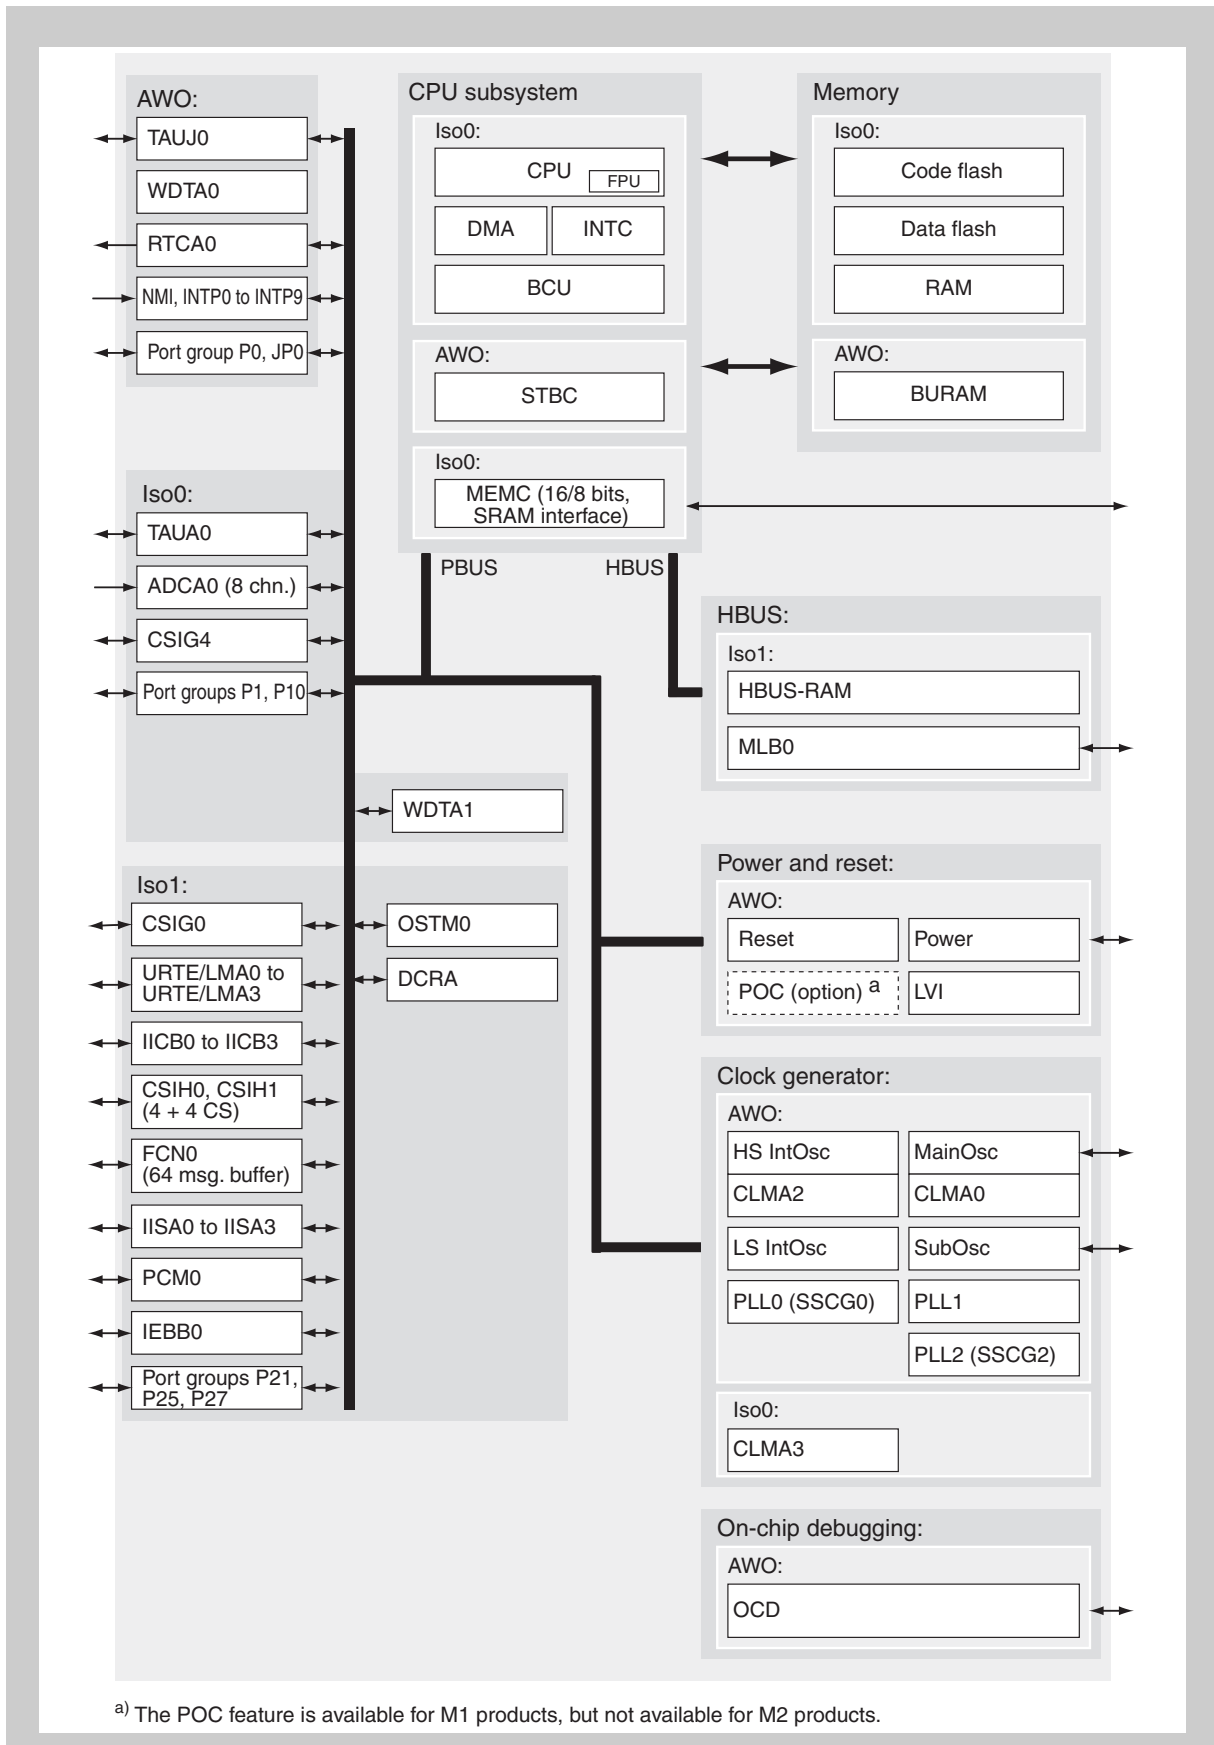 AWO:
TAUJ0
WDTA0
RTCA0
NMI, INTP0 to INTP9
Port group P0, JP0
Iso0:
TAUA0
ADCA0 (8 chn.)
CSIG4
Port groups P1, P10
WDTA1
Iso1:
CSIG0
URTE/LMA0 to
URTE/LMA3
IICB0 to IICB3
CSIH0, CSIH1
(4 + 4 CS)
FCN0
(64 msg. buffer)
IISA0 to IISA3
PCM0
IEBB0
Port groups P21,
P25, P27
OSTM0
DCRA
CPU subsystem
Iso0:
CPU
FPU
DMA
INTC
BCU
AWO:
STBC
Iso0:
MEMC (16/8 bits,
SRAM interface)
PBUS
HBUS
Memory
Iso0:
Code flash
Data flash
RAM
AWO:
BURAM
HBUS:
Iso1:
HBUS-RAM
MLB0
Power and reset:
AWO:
Reset
Power
POC (option) a
LVI
Clock generator:
AWO:
HS IntOsc
MainOsc
CLMA2
CLMA0
LS IntOsc
SubOsc
PLL0 (SSCG0)
PLL1
PLL2 (SSCG2)
Iso0:
CLMA3
On-chip debugging:
AWO:
OCD
a) The POC feature is available for M1 products, but not available for M2 products.